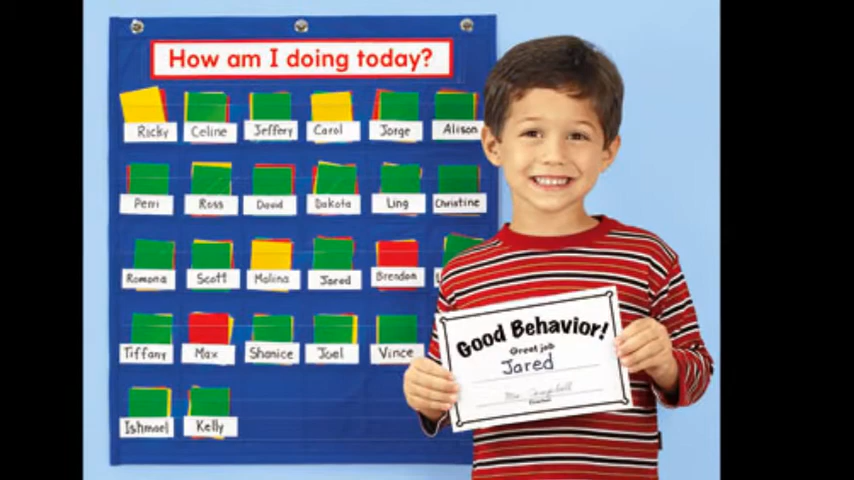 How am I doing today?
Ricky Celine Jeffery Carol Jorge Alison
Perri Ross David Dakota Ling Christine
Romona Scott Malina Jared Brendon
Tiffany Max Shanice Joel Vince
Ishmael Kelly
Good Behavior!
Great job
Jared